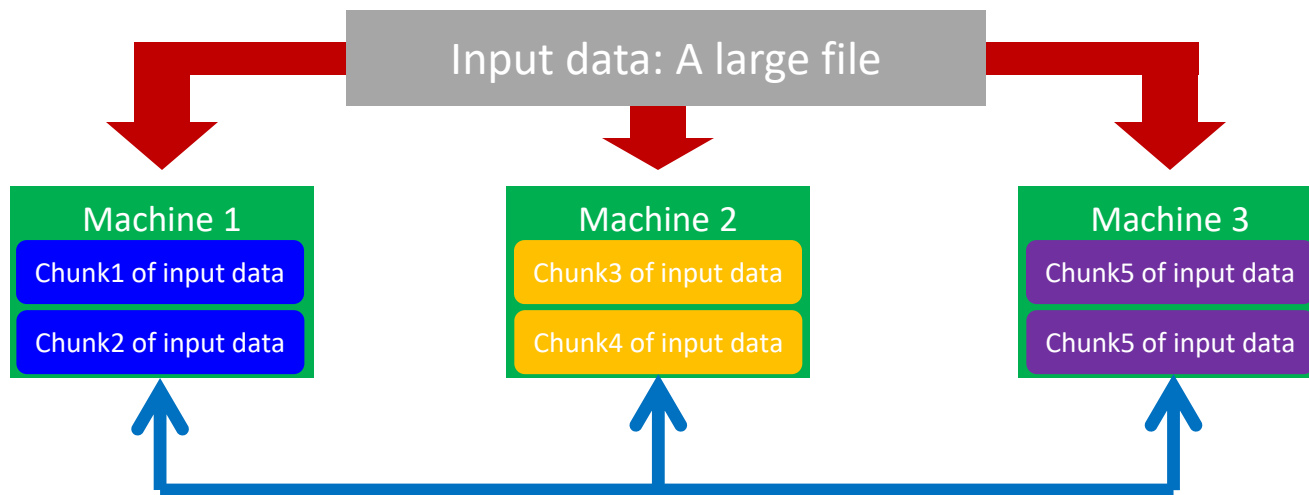 Input data: A large file
Machine 1
Chunk1 of input data
Chunk2 of input data
Machine 2
Chunk3 of input data
Chunk4 of input data
Machine 3
Chunk5 of input data
Chunk5 of input data